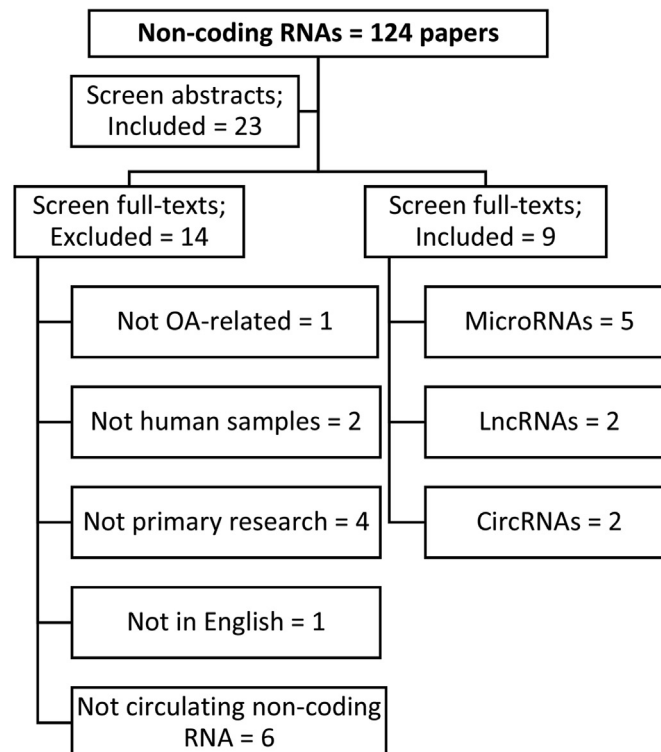 Non-coding RNAs = 124 papers
Screen abstracts;
Included = 23
Screen full-texts;
Excluded = 14
Not OA-related = 1
Not human samples = 2
Not primary research = 4
Not in English = 1
Not circulating non-coding
RNA = 6
Screen full-texts;
Included = 9
MicroRNAs = 5
LncRNAs = 2
CircRNAs = 2